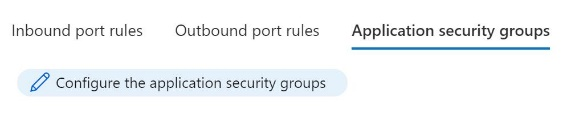 Inbound port rules Outbound port rules Application security groups
Configure the application security groups